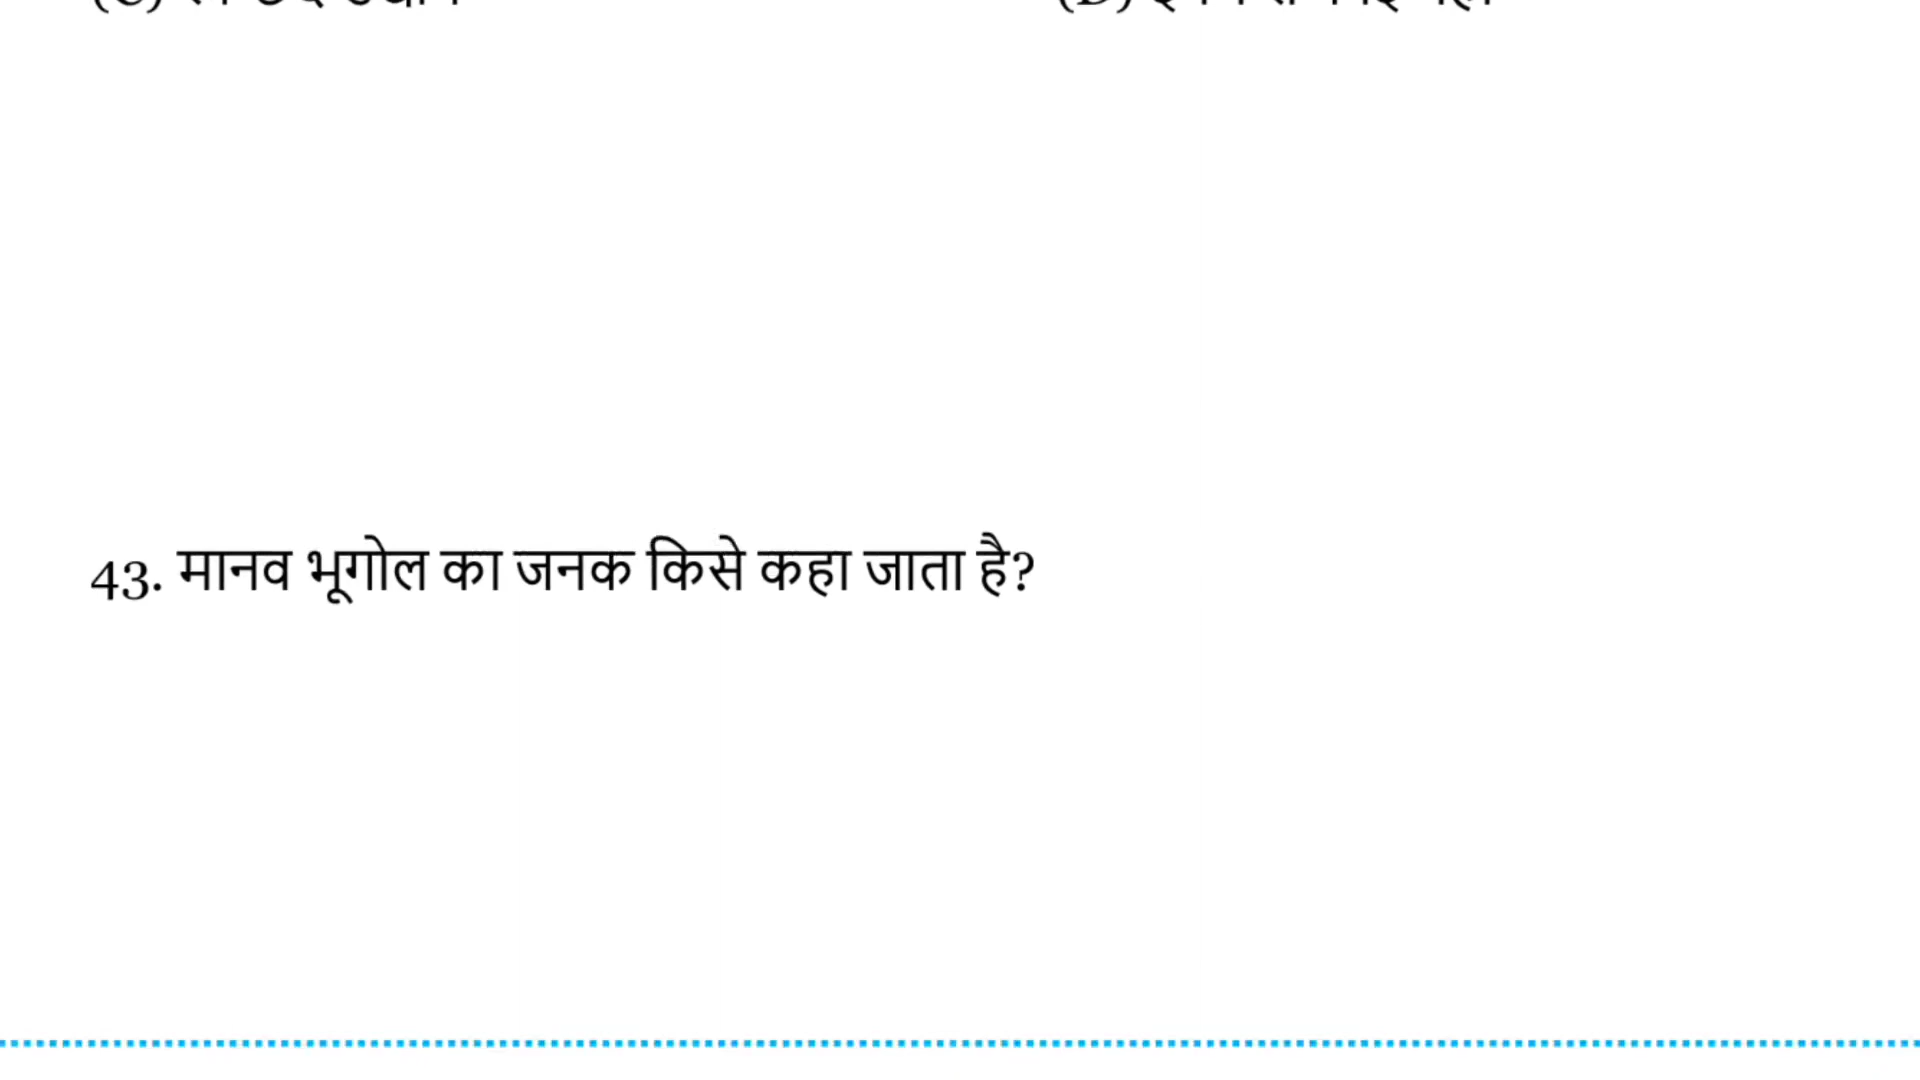 (C)
(D)
43. मानव भूगोल का जनक किसे कहा जाता है?